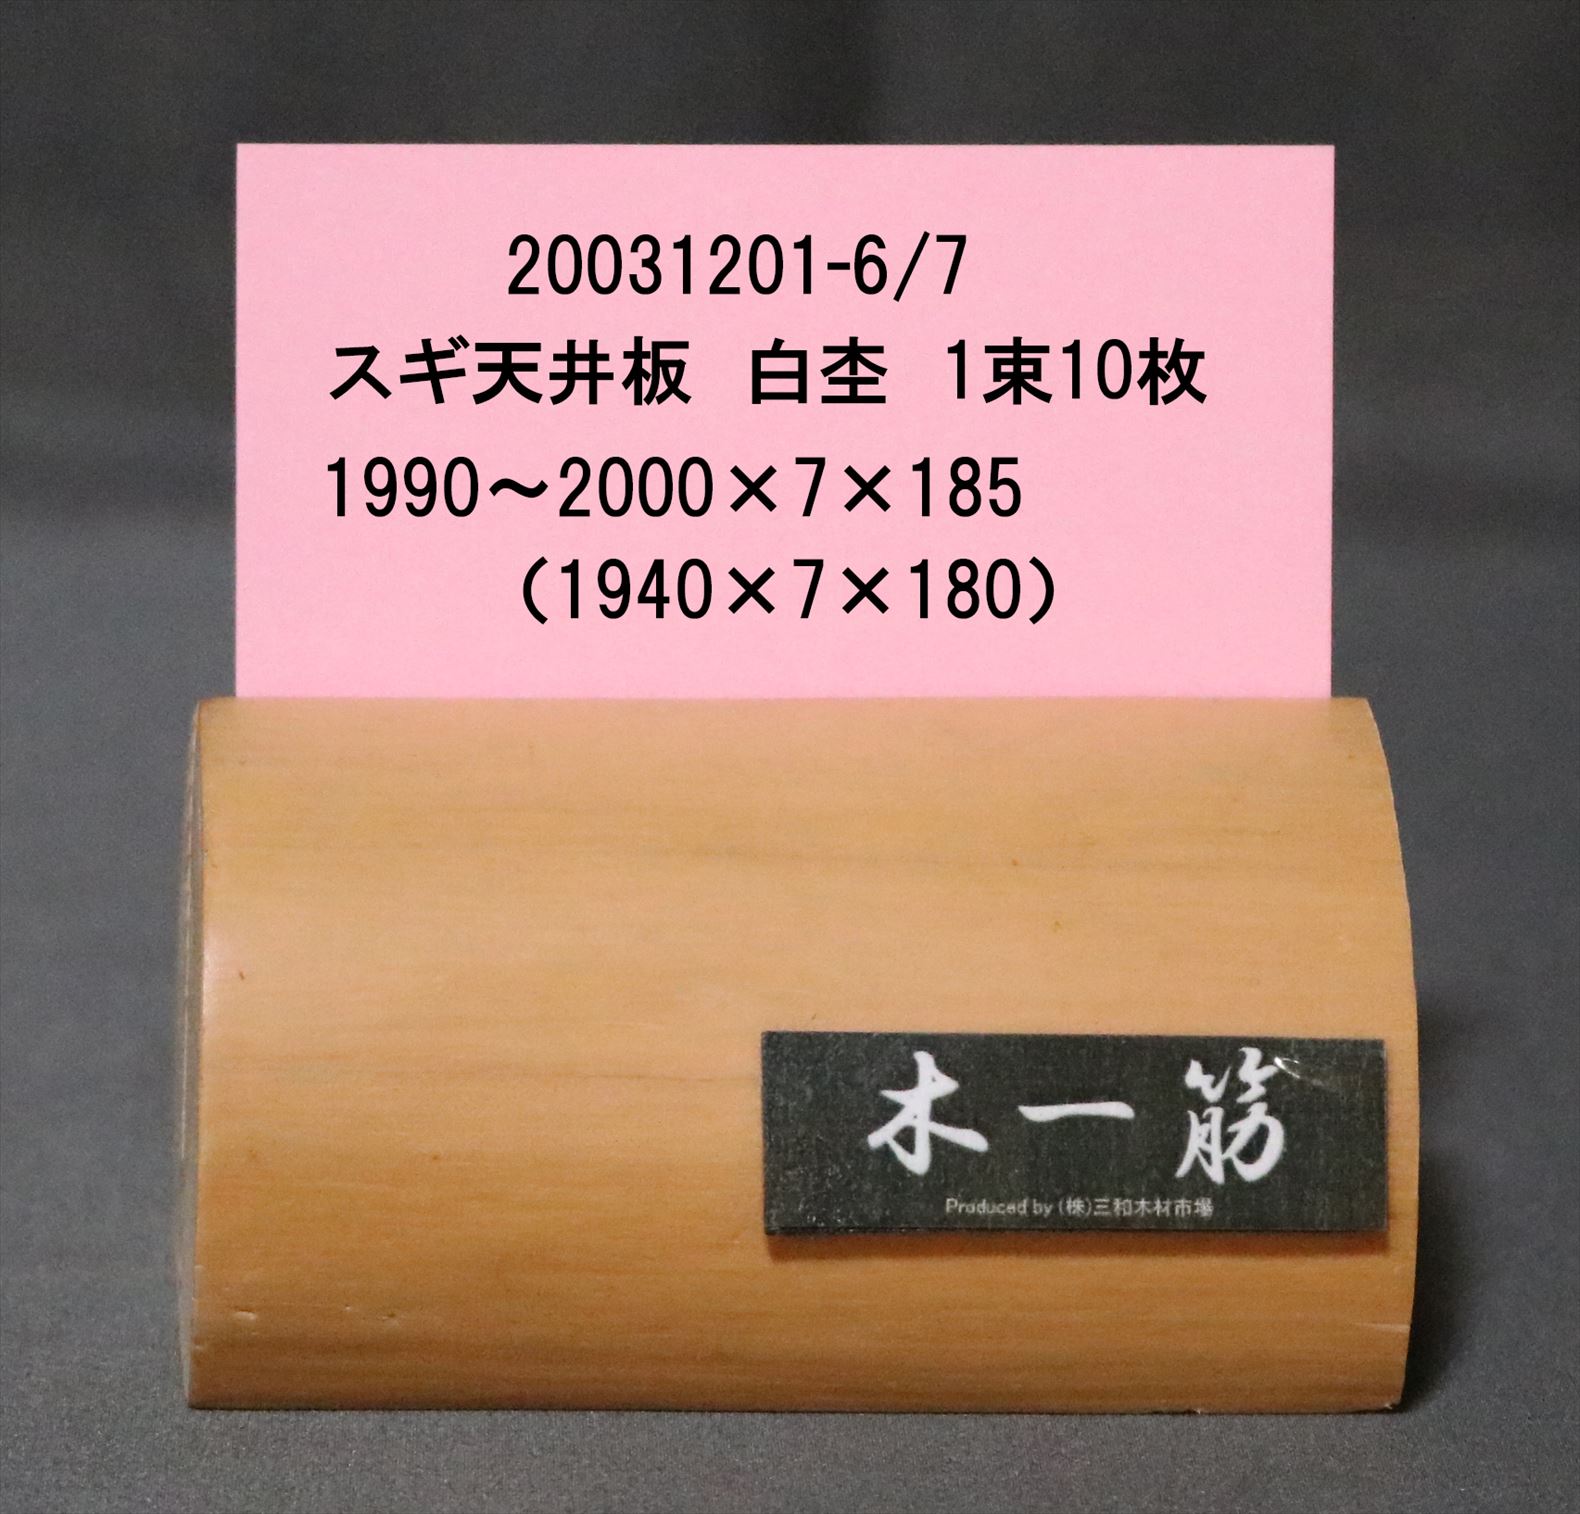 20031201-6/7
スギ天井板　白杢　1束10枚
1990～2000×7×185
（1940×7×180）
木一筋
Produced by (株)三和木材市場